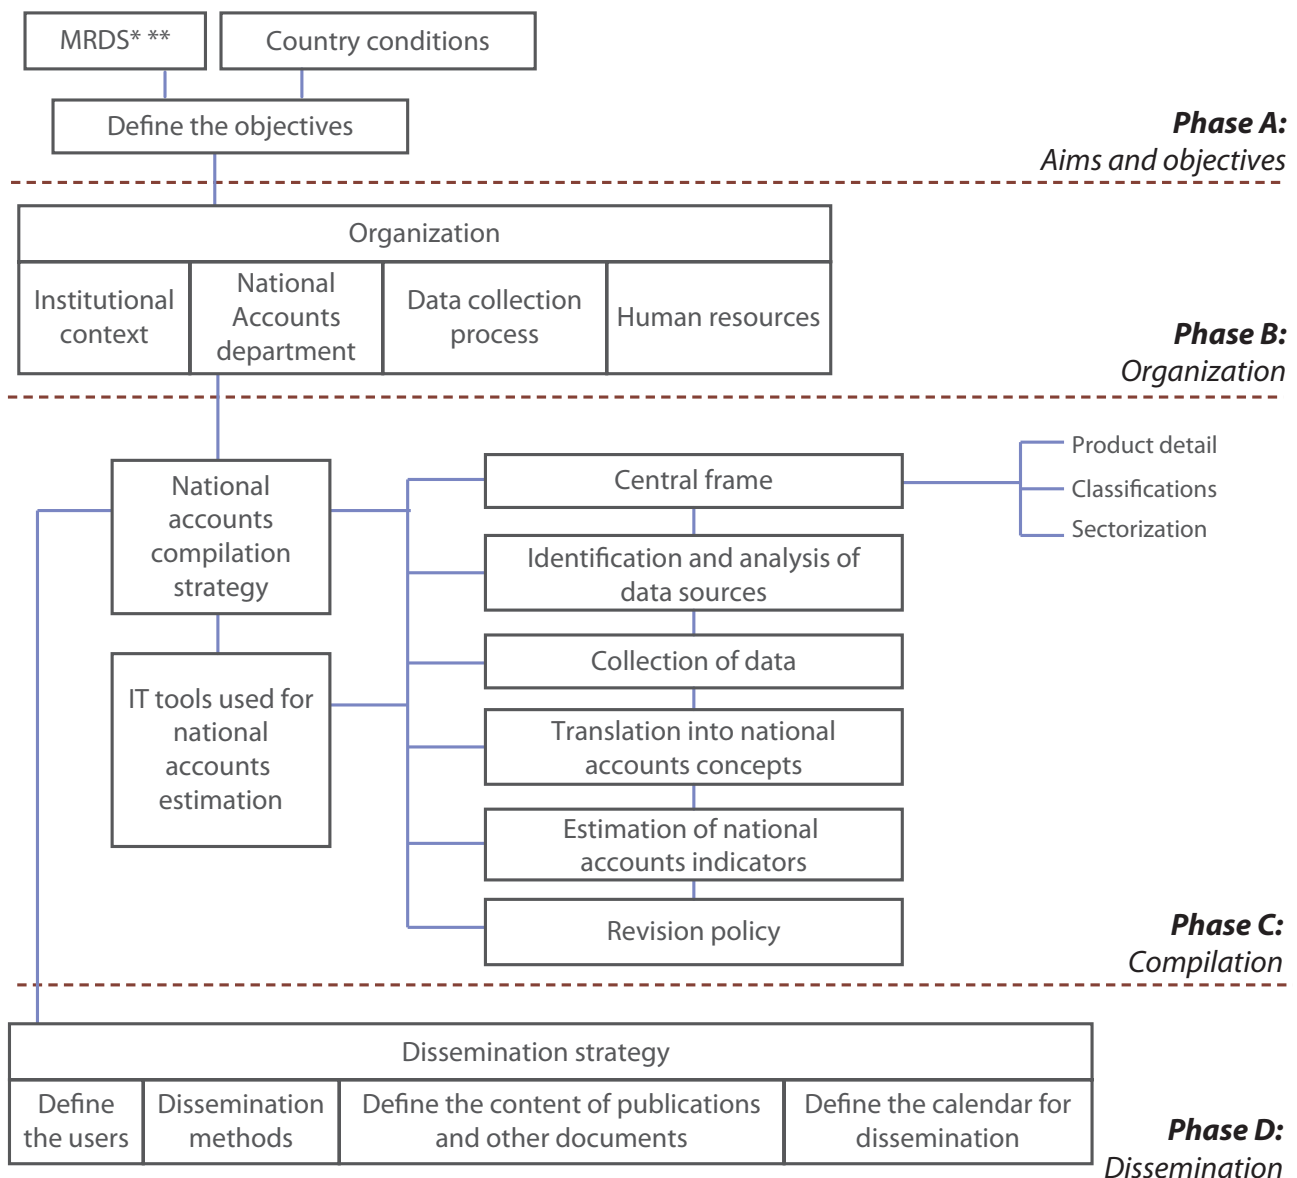 MRDS* **
Country conditions
Define the objectives
Phase A:
Aims and objectives
Organization
Institutional
context
National
Accounts
department
Data collection
process
Human resources
Phase B:
Organization
National
accounts
compilation
strategy
IT tools used for
national
accounts
estimation
Central frame
Product detail
Classifications
Sectorization
Identification and analysis of
data sources
Collection of data
Translation into national
accounts concepts
Estimation of national
accounts indicators
Revision policy
Phase C:
Compilation
Dissemination strategy
Define
the users
Dissemination
methods
Define the content of publications
and other documents
Define the calendar for
dissemination
Phase D:
Dissemination